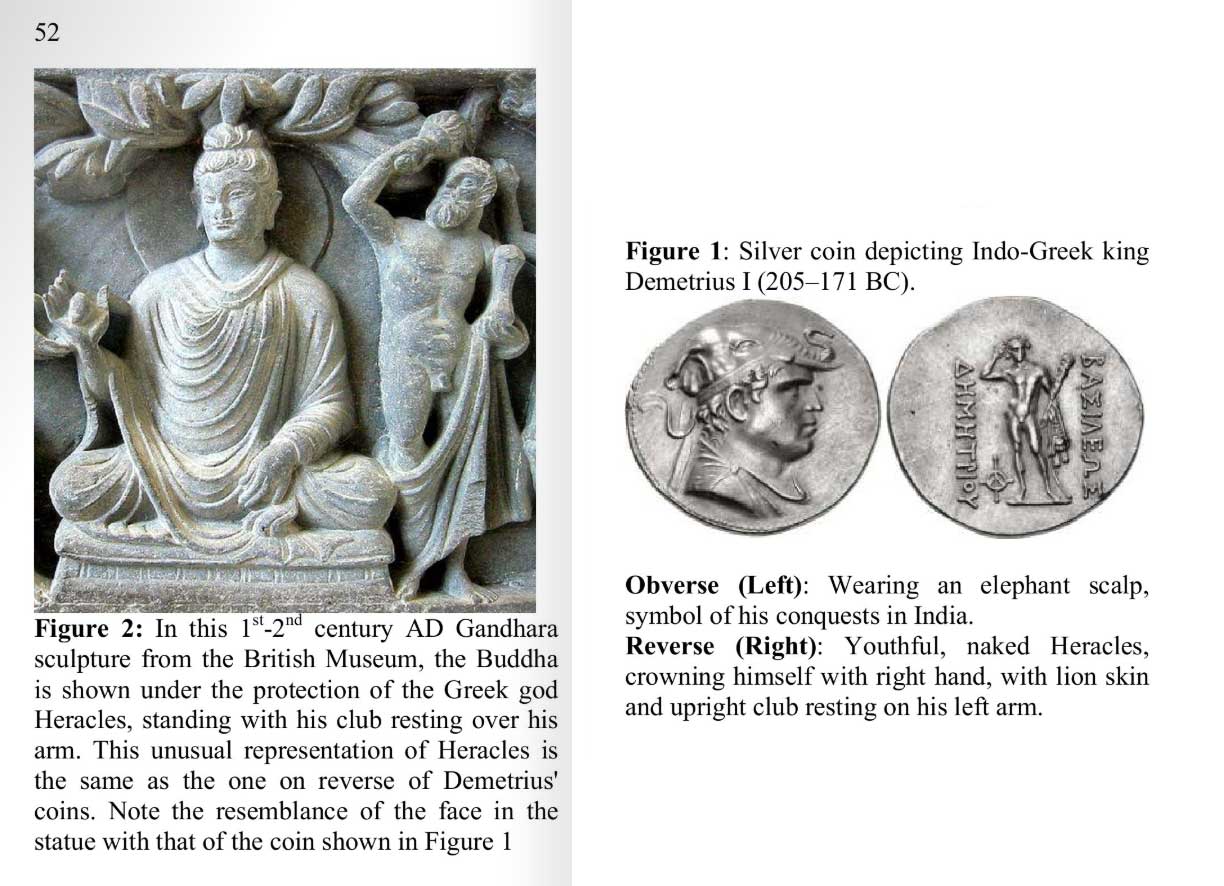 52
Figure 2: In this 1st-2nd century AD Gandhara
sculpture from the British Museum, the Buddha
is shown under the protection of the Greek god
Heracles, standing with his club resting over his
arm. This unusual representation of Heracles is
the same as the one on reverse of Demetrius'
coins. Note the resemblance of the face in the
statue with that of the coin shown in Figure 1
Figure 1: Silver coin depicting Indo-Greek king
Demetrius I (205–171 BC).
ΒΑΣΙΛΕΩΣ
ΔΗΜΗΤΡΙΟΥ
Obverse (Left): Wearing an elephant scalp,
symbol of his conquests in India.
Reverse (Right): Youthful, naked Heracles,
crowning himself with right hand, with lion skin
and upright club resting on his left arm.